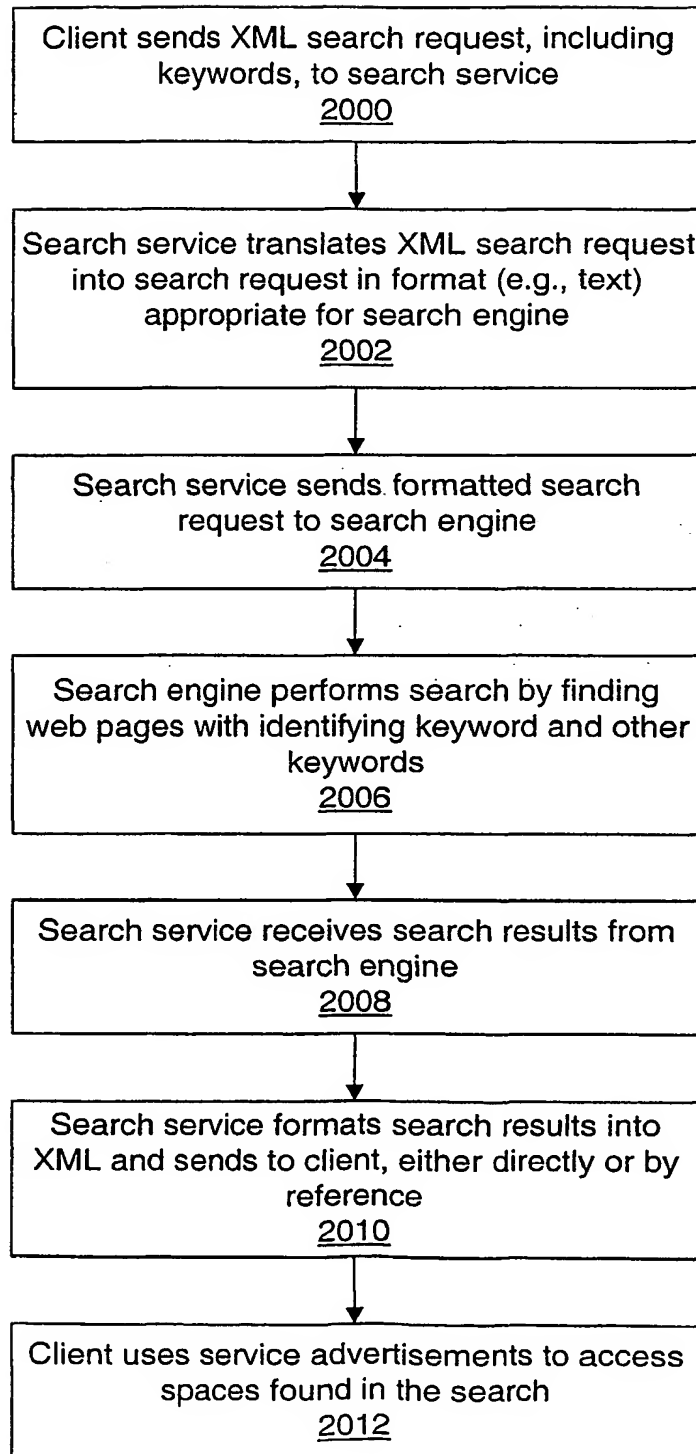 Client sends XML search request, including
keywords, to search service
2000
Search service translates XML search request
into search request in format (e.g., text)
appropriate for search engine
2002
Search service sends formatted search
request to search engine
2004
Search engine performs search by finding
web pages with identifying keyword and other
keywords
2006
Search service receives search results from
search engine
2008
Search service formats search results into
XML and sends to client, either directly or by
reference
2010
Client uses service advertisements to access
spaces found in the search
2012